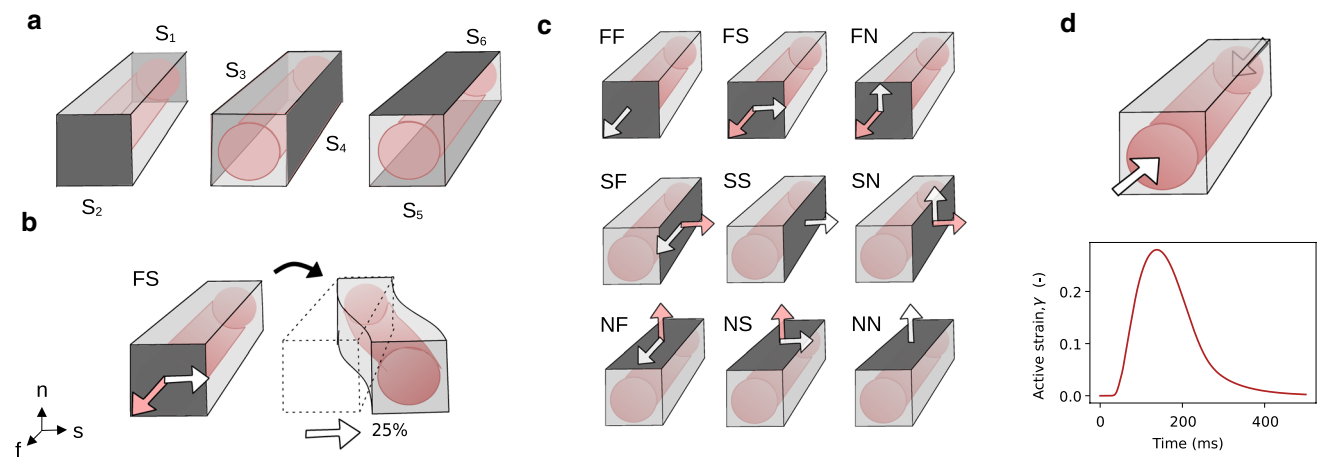 a
S₁
S₂
S₃
S₄
S₆
S₅
b
FS
25%
n
s
f
c
FF
FS
FN
SF
SS
SN
NF
NS
NN
d
Active strain,γ (-)
0.2
0.1
0.0
0
200
400
Time (ms)